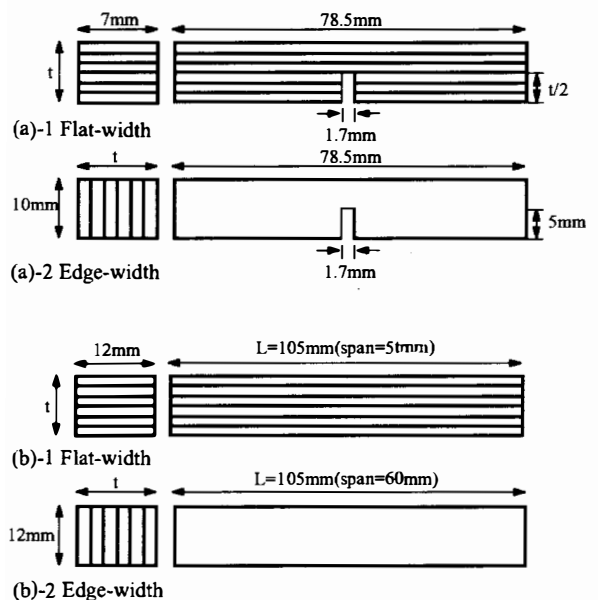 7mm
78.5mm
t
t/2
(a)-1 Flat-width
1.7mm
t
78.5mm
10mm
5mm
(a)-2 Edge-width
1.7mm
12mm
L=105mm(span=5tmm)
t
(b)-1 Flat-width
t
L=105mm(span=60mm)
12mm
(b)-2 Edge-width